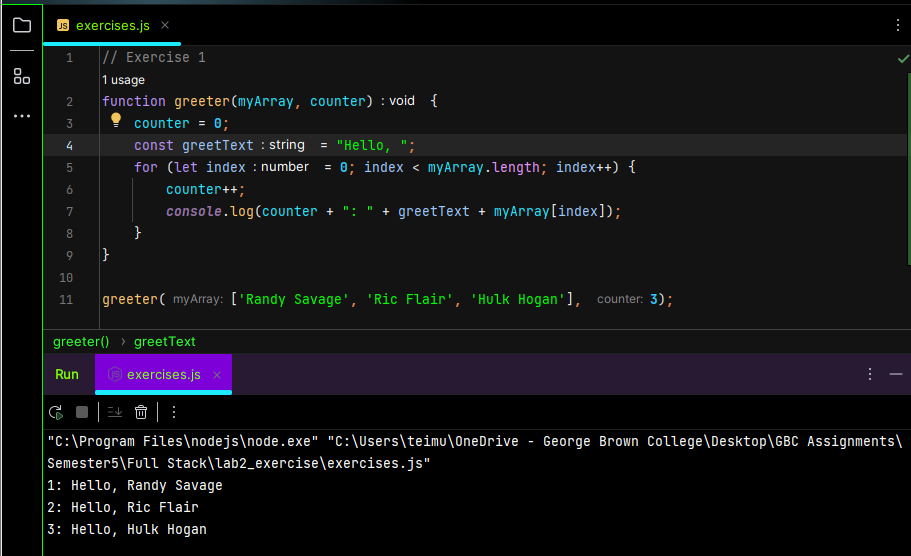 JS exercises.js ×
1 // Exercise 1
1 usage
2 function greeter(myArray, counter) : void {
3 counter = 0;
4 const greetText : string = "Hello, ";
5 for (let index : number = 0; index < myArray.length; index++) {
6 counter++;
7 console.log(counter + ": " + greetText + myArray[index]);
8 }
9 }
10
11 greeter( myArray: ['Randy Savage', 'Ric Flair', 'Hulk Hogan'], counter: 3);
greeter() › greetText
Run JS exercises.js ×
"C:\Program Files\nodejs\node.exe" "C:\Users\teimu\OneDrive - George Brown College\Desktop\GBC Assignments\
Semester5\Full Stack\lab2_exercise\exercises.js"
1: Hello, Randy Savage
2: Hello, Ric Flair
3: Hello, Hulk Hogan